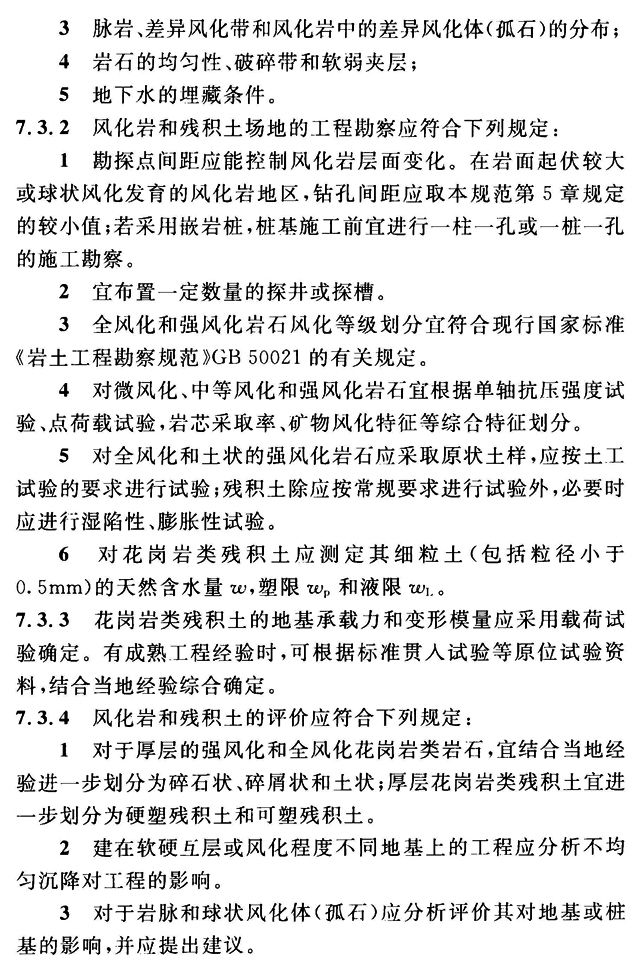 3 脉岩、差异风化带和风化岩中的差异风化体(孤石)的分布；
4 岩石的均匀性、破碎带和软弱夹层；
5 地下水的埋藏条件。
7.3.2 风化岩和残积土场地的工程勘察应符合下列规定：
1 勘探点间距应能控制风化岩层面变化。在岩面起伏较大
或球状风化发育的风化岩地区，钻孔间距应取本规范第 5 章规定
的较小值；若采用嵌岩桩，桩基施工前宜进行一柱一孔或一桩一孔
的施工勘察。
2 宜布置一定数量的探井或探槽。
3 全风化和强风化岩石风化等级划分宜符合现行国家标准
《岩土工程勘察规范》GB 50021 的有关规定。
4 对微风化、中等风化和强风化岩石宜根据单轴抗压强度试
验、点荷载试验，岩芯采取率、矿物风化特征等综合特征划分。
5 对全风化和土状的强风化岩石应采取原状土样，应按土工
试验的要求进行试验；残积土除应按常规要求进行试验外，必要时
应进行湿陷性、膨胀性试验。
6 对花岗岩类残积土应测定其细粒土(包括粒径小于
0.5mm)的天然含水量 w，塑限 wp 和液限 wL。
7.3.3 花岗岩类残积土的地基承载力和变形模量应采用载荷试
验确定。有成熟工程经验时，可根据标准贯入试验等原位试验资
料，结合当地经验综合确定。
7.3.4 风化岩和残积土的评价应符合下列规定：
1 对于厚层的强风化和全风化花岗岩类岩石，宜结合当地经
验进一步划分为碎石状、碎屑状和土状；厚层花岗岩类残积土宜进
一步划分为硬塑残积土和可塑残积土。
2 建在软硬互层或风化程度不同地基上的工程应分析不均
匀沉降对工程的影响。
3 对于岩脉和球状风化体(孤石)应分析评价其对地基或桩
基的影响，并应提出建议。